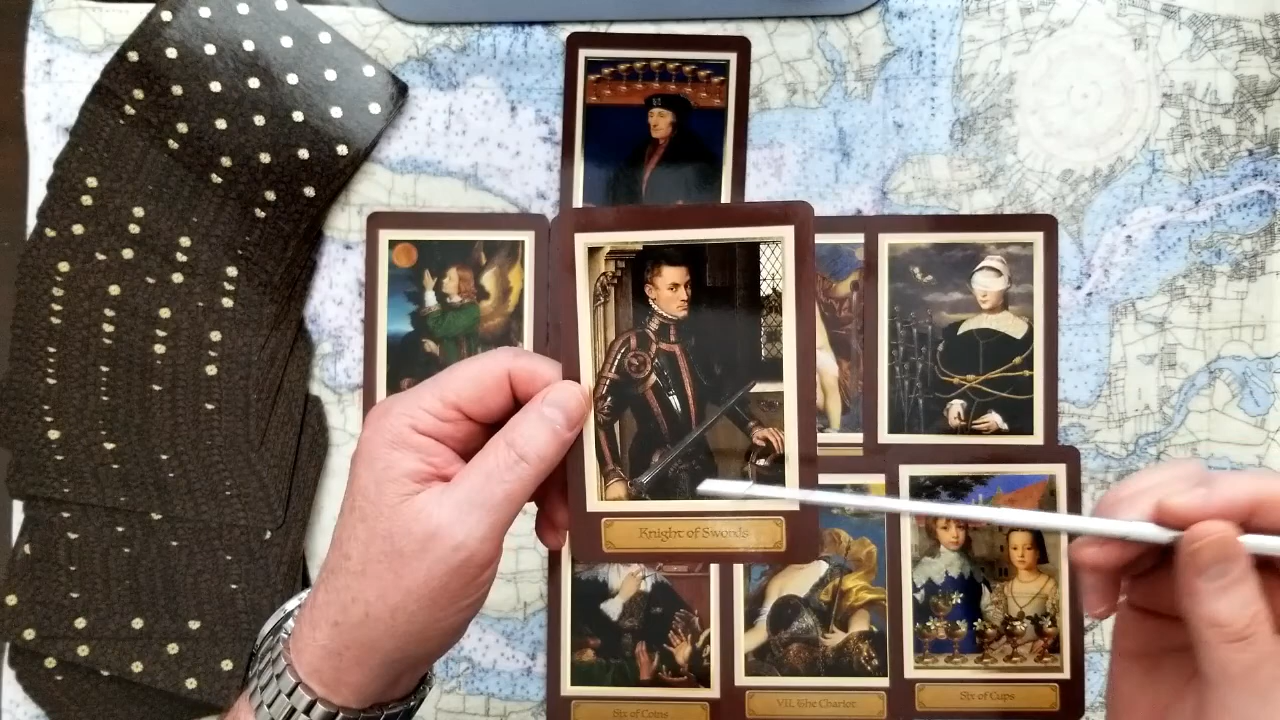 Knight of Swords
Six of Coins
VII. The Chariot
Six of Cups